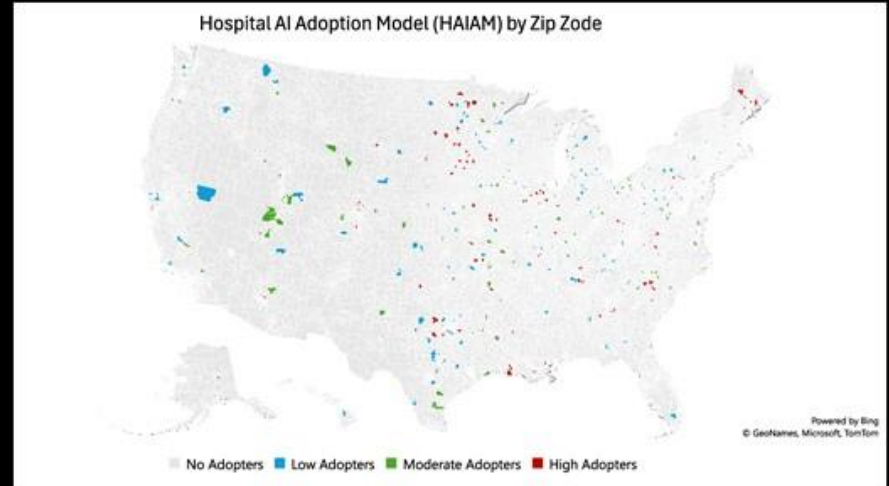 Hospital AI Adoption Model (HAIAM) by Zip Zode
Powered by Bing
© GeoNames, Microsoft, TomTom
No Adopters Low Adopters Moderate Adopters High Adopters